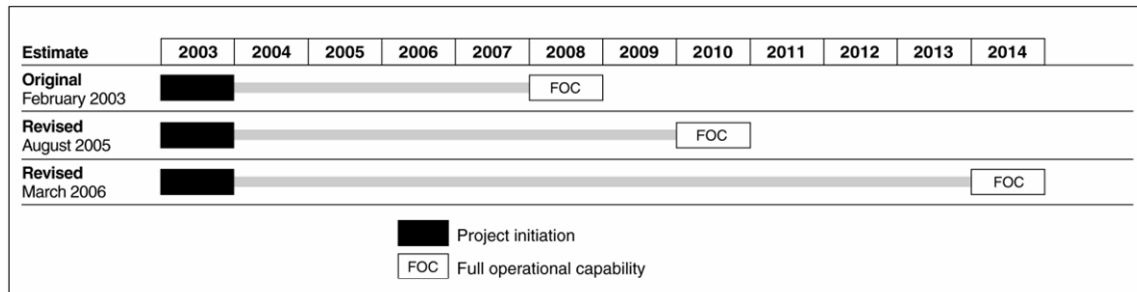 Estimate 2003 2004 2005 2006 2007 2008 2009 2010 2011 2012 2013 2014
Original
February 2003
FOC
Revised
August 2005
FOC
Revised
March 2006
FOC
Project initiation
FOC Full operational capability